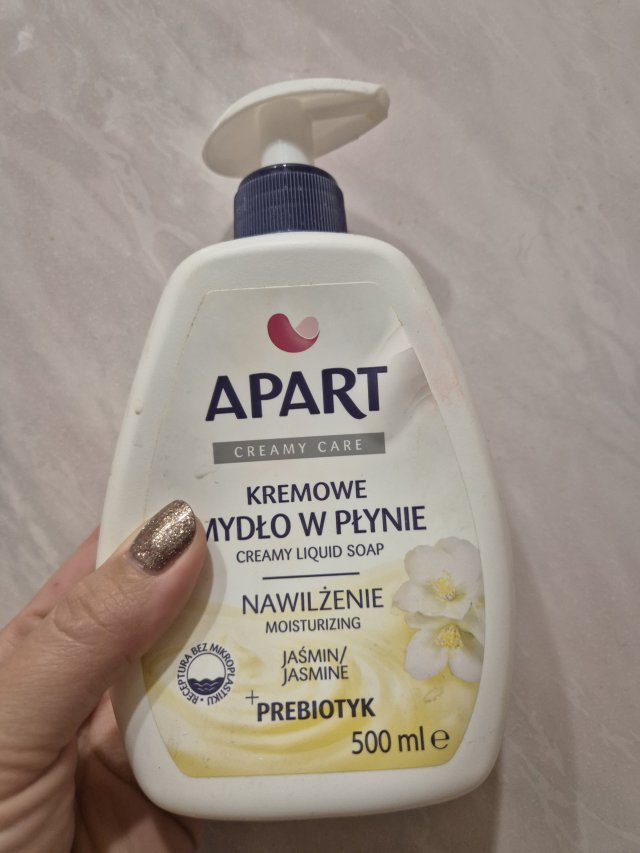 APART
CREAMY CARE
KREMOWE
MYDŁO W PŁYNIE
CREAMY LIQUID SOAP
NAWILŻENIE
MOISTURIZING
JAŚMIN/
JASMINE
+PREBIOTYK
500 ml e
RECEPTURA BEZ MIKROPLASTIKU